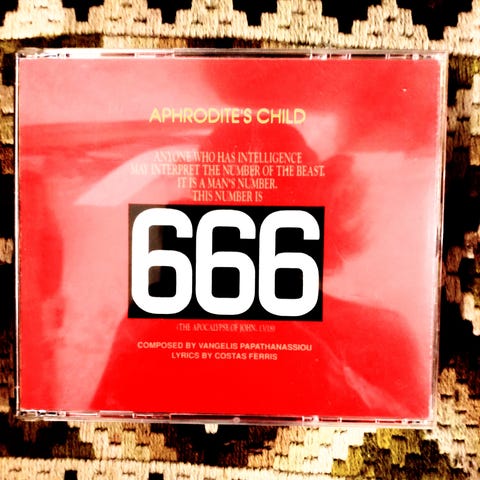 APHRODITE'S CHILD
ANYONE WHO HAS INTELLIGENCE
MAY INTERPRET THE NUMBER OF THE BEAST.
IT IS A MAN'S NUMBER.
THIS NUMBER IS
666
(THE APOCALYPSE OF JOHN, 13/18)
COMPOSED BY VANGELIS PAPATHANASSIOU
LYRICS BY COSTAS FERRIS